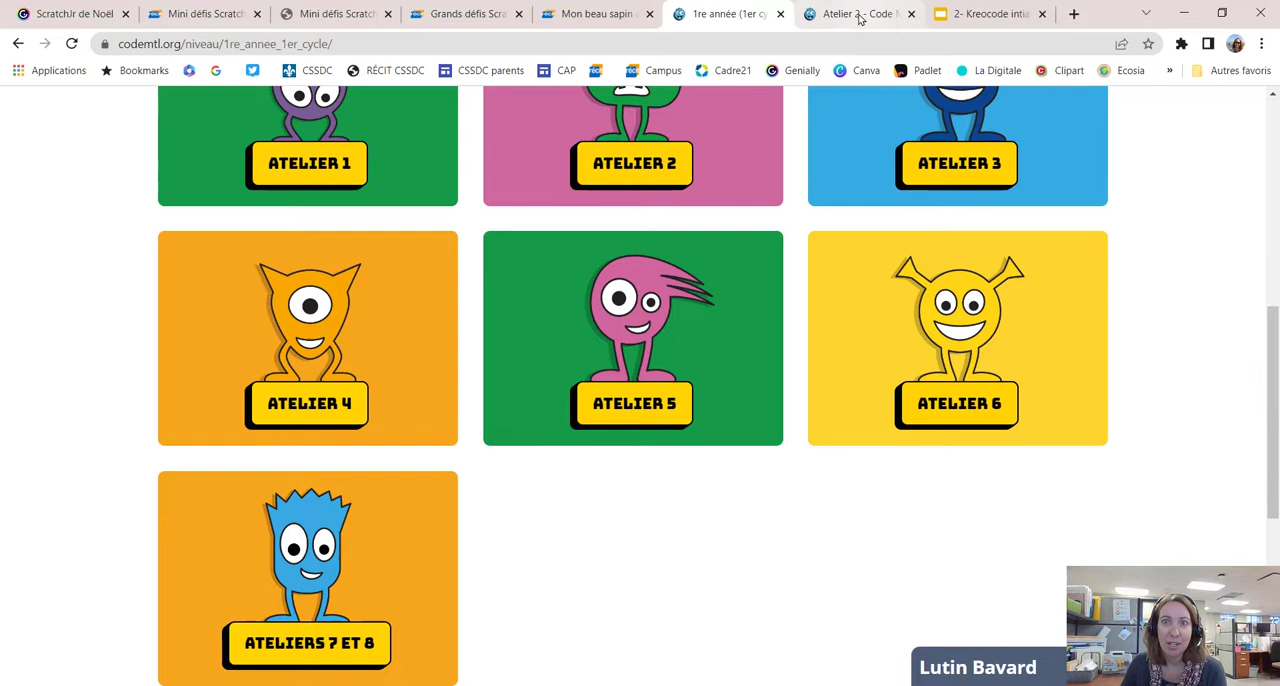 ScratchJr de Noël
Mini défis Scratch
Mini défis Scratch
Grands défis Scra
Mon beau sapin
1re année (1er cy
Atelier 2 - Code M
2- Kreocode intia
codemtl.org/niveau/1re_annee_1er_cycle/
Applications
Bookmarks
CSSDC
RÉCIT CSSDC
CSSDC parents
CAP
Campus
Cadre21
Genially
Canva
Padlet
La Digitale
Clipart
Ecosia
»
Autres favoris
ATELIER 1
ATELIER 2
ATELIER 3
ATELIER 4
ATELIER 5
ATELIER 6
ATELIERS 7 ET 8
Lutin Bavard